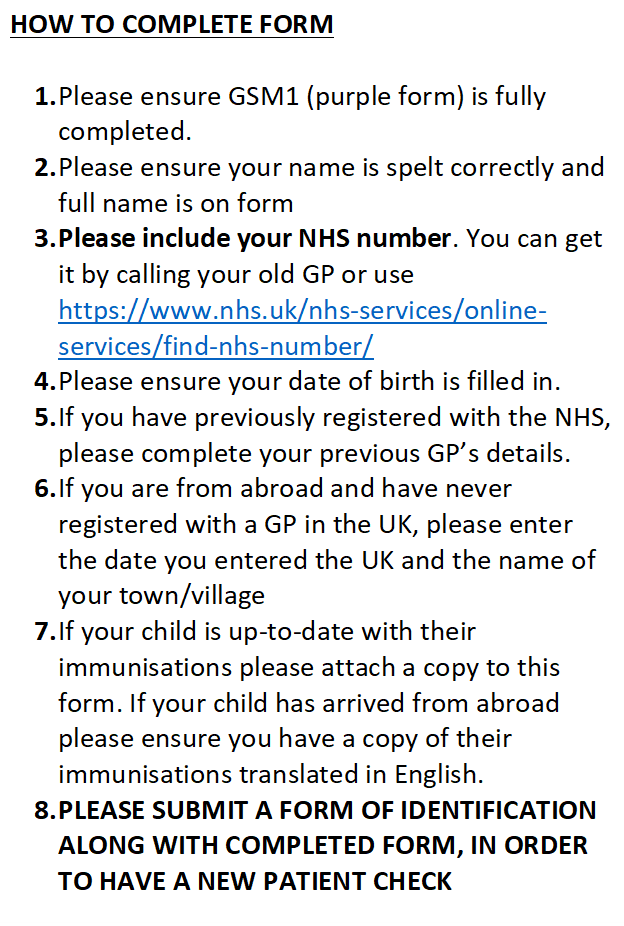 HOW TO COMPLETE FORM
1.Please ensure GSM1 (purple form) is fully
completed.
2.Please ensure your name is spelt correctly and
full name is on form
3.Please include your NHS number. You can get
it by calling your old GP or use
https://www.nhs.uk/nhs-services/online-
services/find-nhs-number/
4.Please ensure your date of birth is filled in.
5.If you have previously registered with the NHS,
please complete your previous GP’s details.
6.If you are from abroad and have never
registered with a GP in the UK, please enter
the date you entered the UK and the name of
your town/village
7.If your child is up-to-date with their
immunisations please attach a copy to this
form. If your child has arrived from abroad
please ensure you have a copy of their
immunisations translated in English.
8.PLEASE SUBMIT A FORM OF IDENTIFICATION
ALONG WITH COMPLETED FORM, IN ORDER
TO HAVE A NEW PATIENT CHECK